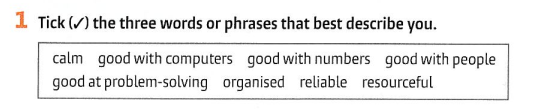 1 Tick (✓) the three words or phrases that best describe you.
calm good with computers good with numbers good with people
good at problem-solving organised reliable resourceful